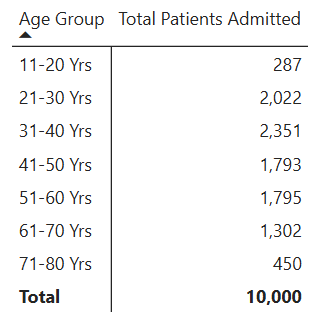 Age Group Total Patients Admitted
11-20 Yrs 287
21-30 Yrs 2,022
31-40 Yrs 2,351
41-50 Yrs 1,793
51-60 Yrs 1,795
61-70 Yrs 1,302
71-80 Yrs 450
Total 10,000